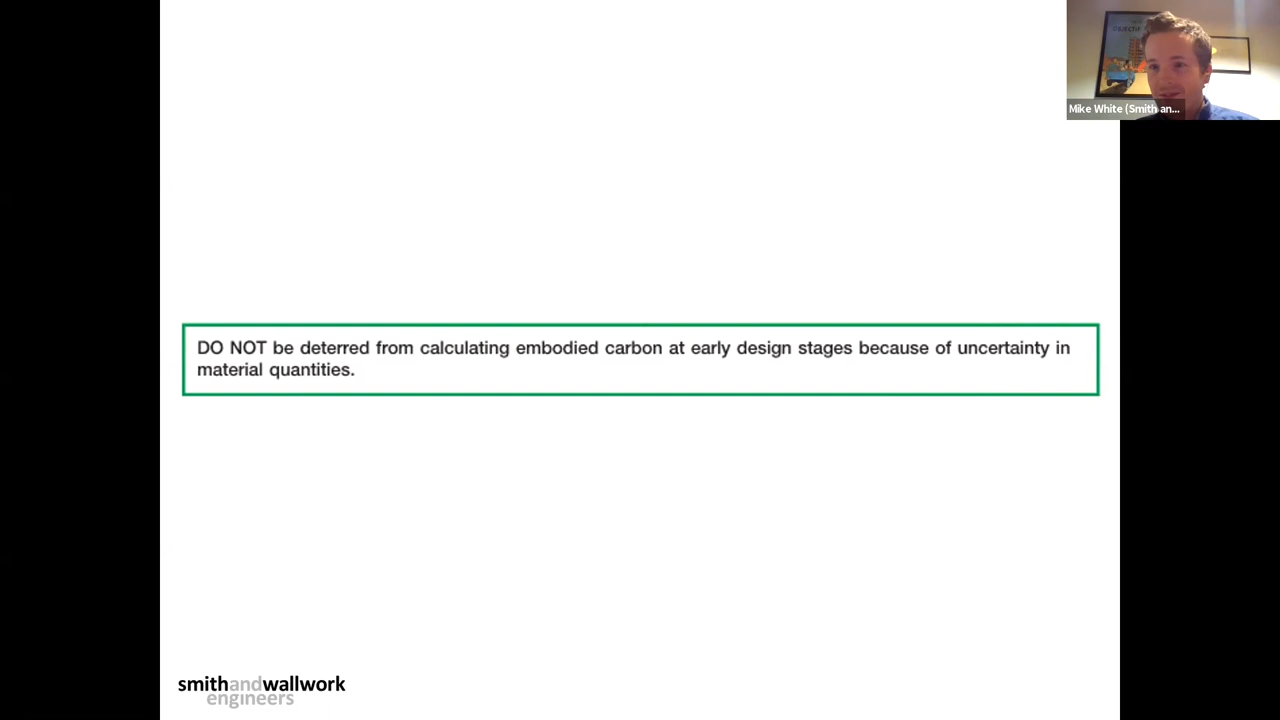 Mike White (Smith an...
DO NOT be deterred from calculating embodied carbon at early design stages because of uncertainty in
material quantities.
smithandwallwork
engineers